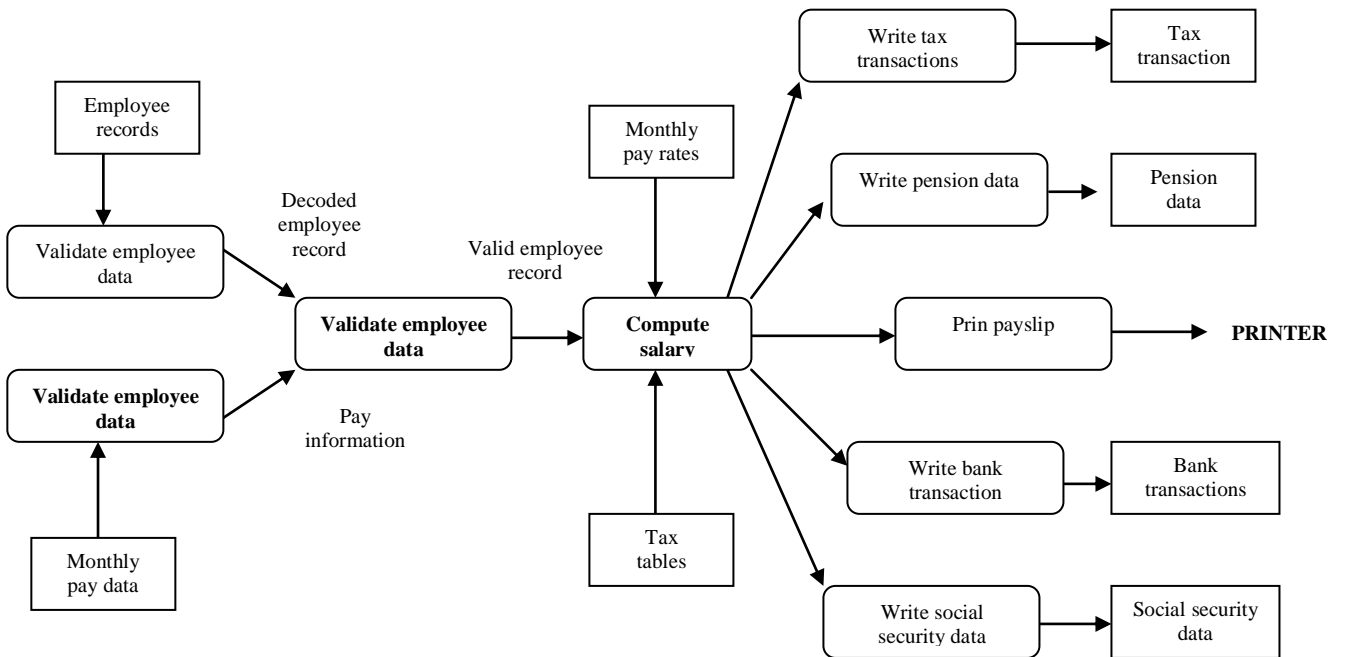 Write tax
transactions
Tax
transaction
Employee
records
Monthly
pay rates
Write pension data
Pension
data
Decoded
employee
record
Validate employee
data
Valid employee
record
Validate employee
data
Compute
salary
Prin payslip
PRINTER
Validate employee
data
Pay
information
Write bank
transaction
Bank
transactions
Monthly
pay data
Tax
tables
Write social
security data
Social security
data